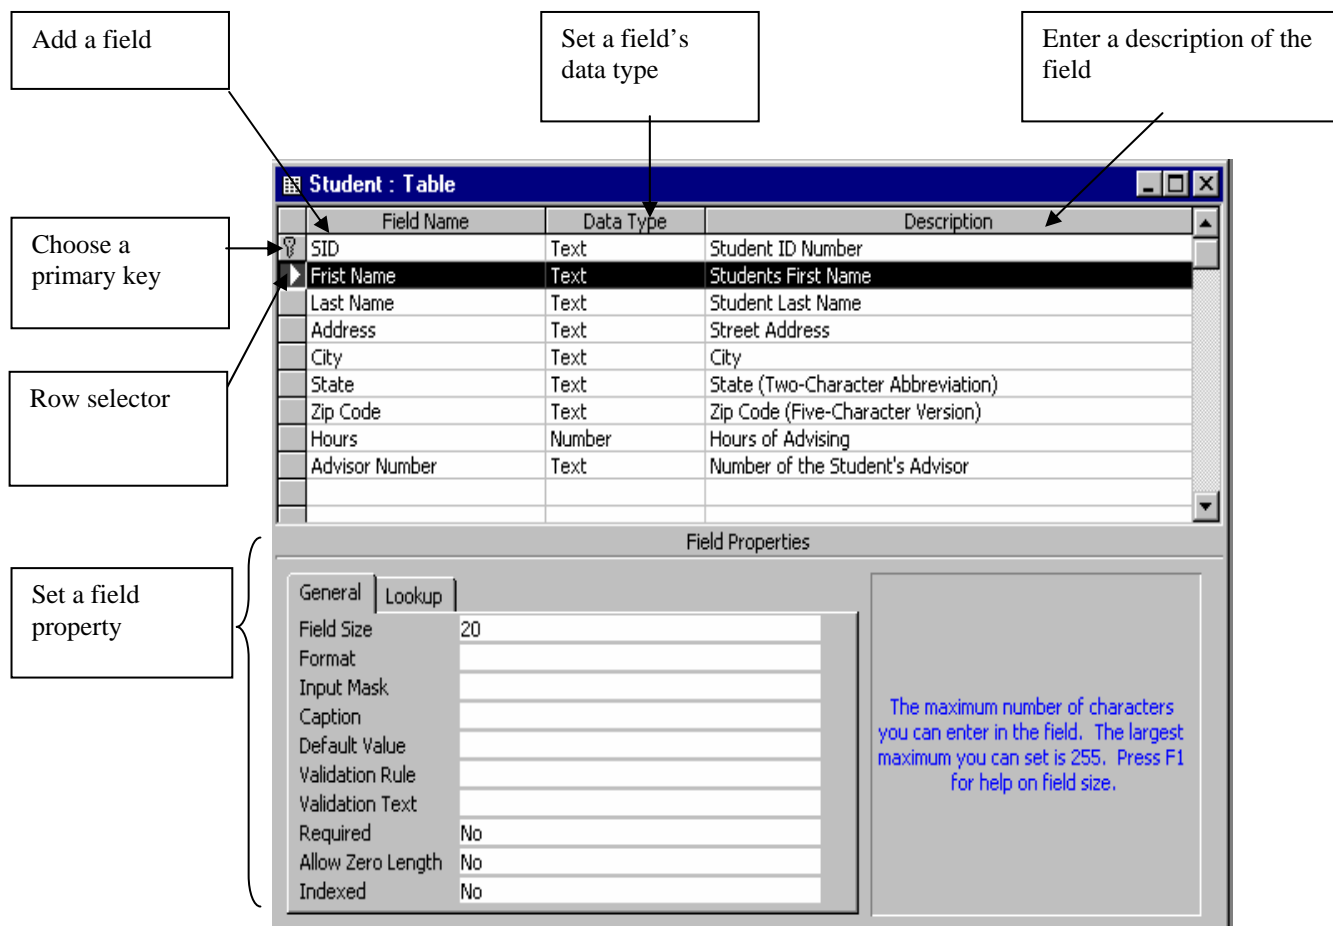 Add a field
Set a field's
data type
Enter a description of the
field
Student : Table
Field Name Data Type Description
Choose a
primary key
SID Text Student ID Number
Frist Name Text Students First Name
Last Name Text Student Last Name
Address Text Street Address
City Text City
State Text State (Two-Character Abbreviation)
Zip Code Text Zip Code (Five-Character Version)
Hours Number Hours of Advising
Advisor Number Text Number of the Student's Advisor
Row selector
Field Properties
Set a field
property
General Lookup
Field Size 20
Format
Input Mask
Caption
Default Value
Validation Rule
Validation Text
Required No
Allow Zero Length No
Indexed No
The maximum number of characters
you can enter in the field. The largest
maximum you can set is 255. Press F1
for help on field size.